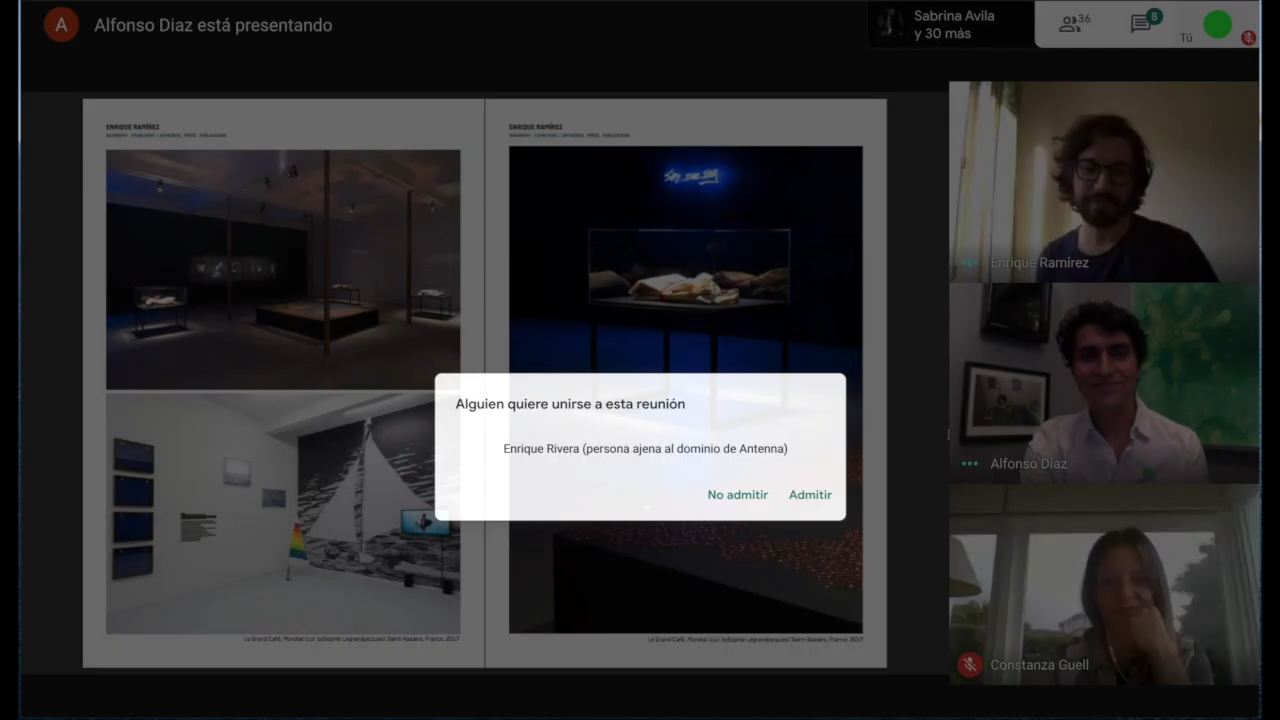 A
Alfonso Diaz está presentando
Sabrina Avila
y 30 más
36
8
Tú
ENRIQUE RAMÍREZ
ENRIQUE RAMÍREZ
Soy
Enrique Ramírez
Alguien quiere unirse a esta reunión
Enrique Rivera (persona ajena al dominio de Antenna)
No admitir
Admitir
Alfonso Diaz
Constanza Guell